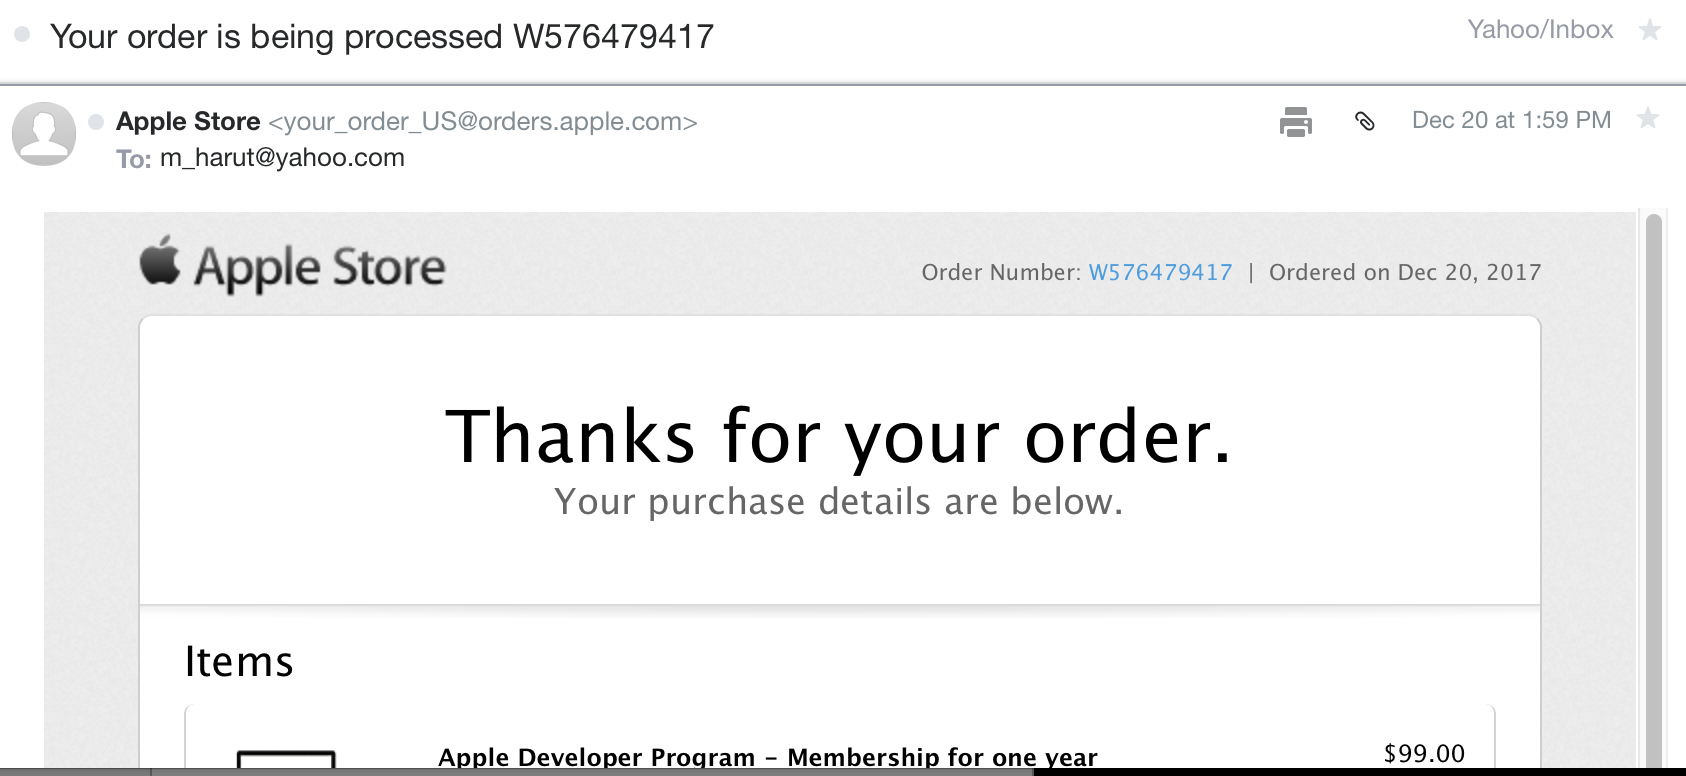 Your order is being processed W576479417
Yahoo/Inbox
Apple Store <your_order_US@orders.apple.com>
Dec 20 at 1:59 PM
To: m_harut@yahoo.com
Apple Store
Order Number: W576479417 | Ordered on Dec 20, 2017
Thanks for your order.
Your purchase details are below.
Items
Apple Developer Program – Membership for one year
$99.00